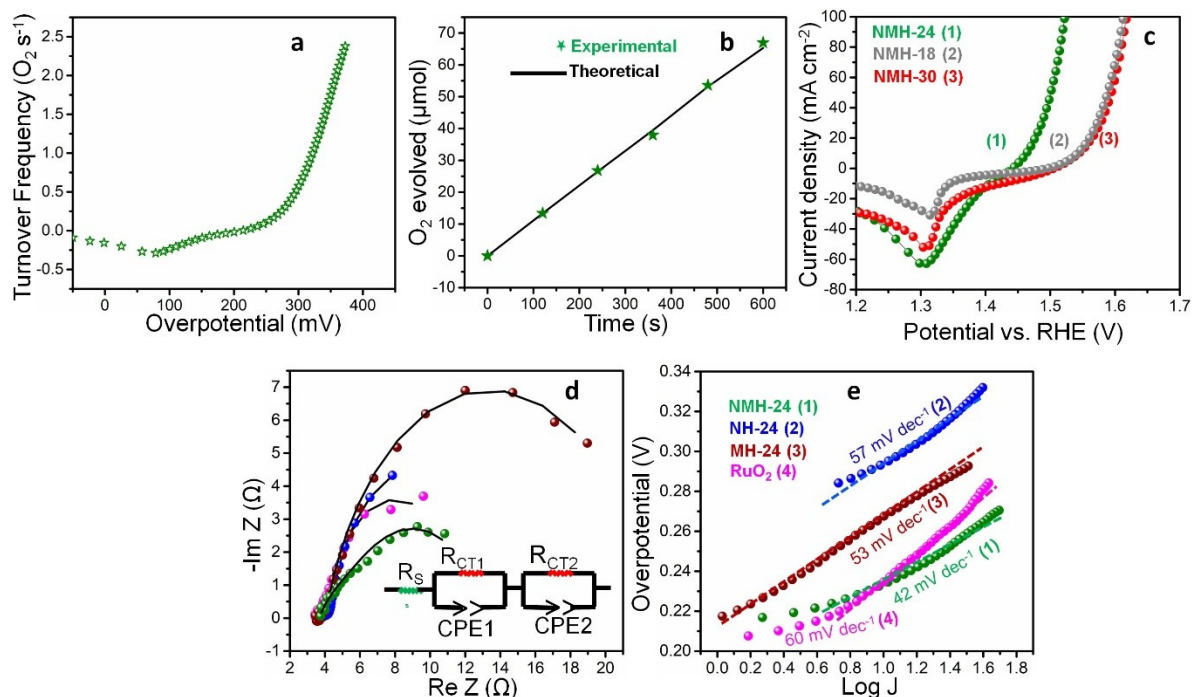 a
Turnover Frequency (O₂ s⁻¹)
2.5
2.0
1.5
1.0
0.5
0.0
-0.5
0 100 200 300 400
Overpotential (mV)
b
Experimental
Theoretical
O₂ evolved (µmol)
70
60
50
40
30
20
10
0
-10
0 100 200 300 400 500 600
Time (s)
c
NMH-24 (1)
NMH-18 (2)
NMH-30 (3)
(1) (2) (3)
Current density (mA cm⁻²)
100
80
60
40
20
0
-20
-40
-60
-80
1.2 1.3 1.4 1.5 1.6 1.7
Potential vs. RHE (V)
d
-Im Z (Ω)
7
6
5
4
3
2
1
0
R_S R_CT1 R_CT2
CPE1 CPE2
2 4 6 8 10 12 14 16 18 20
Re Z (Ω)
e
NMH-24 (1)
NH-24 (2)
MH-24 (3)
RuO₂ (4)
57 mV dec⁻¹ (2)
53 mV dec⁻¹ (3)
42 mV dec⁻¹ (1)
60 mV dec⁻¹ (4)
Overpotential (V)
0.34
0.32
0.30
0.28
0.26
0.24
0.22
0.20
0.0 0.2 0.4 0.6 0.8 1.0 1.2 1.4 1.6 1.8
Log J